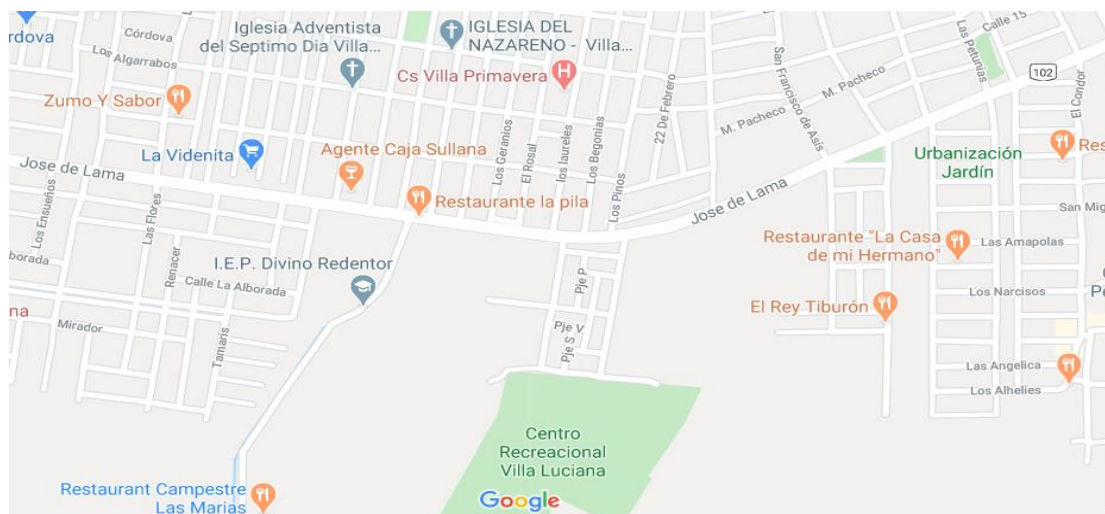 Córdova
Iglesia Adventista
del Septimo Dia Villa...
IGLESIA DEL
NAZARENO - Villa...
Calle 15
Las Petunias
rdova
Los Algarrobos
Cs Villa Primavera
San Francisco de Asís
102
El Condor
Zumo Y Sabor
22 De Febrero
M. Pacheco
M. Pacheco
La Videnita
Agente Caja Sullana
Los Geranios
El Rosal
los laureles
Los Begonias
Los Pinos
Urbanización
Jardín
Res
Jose de Lama
Restaurante la pila
Jose de Lama
San Mig
Los Ensueños
Las Flores
Renacer
Restaurante "La Casa
de mi Hermano"
Las Amapolas
lborada
Calle La Alborada
I.E.P. Divino Redentor
Pje P
El Rey Tiburón
Los Narcisos
na
Mirador
Tamaris
Pje V
Pje S
Las Angelica
Los Alhelies
Centro
Recreacional
Villa Luciana
Restaurant Campestre
Las Marias
Google